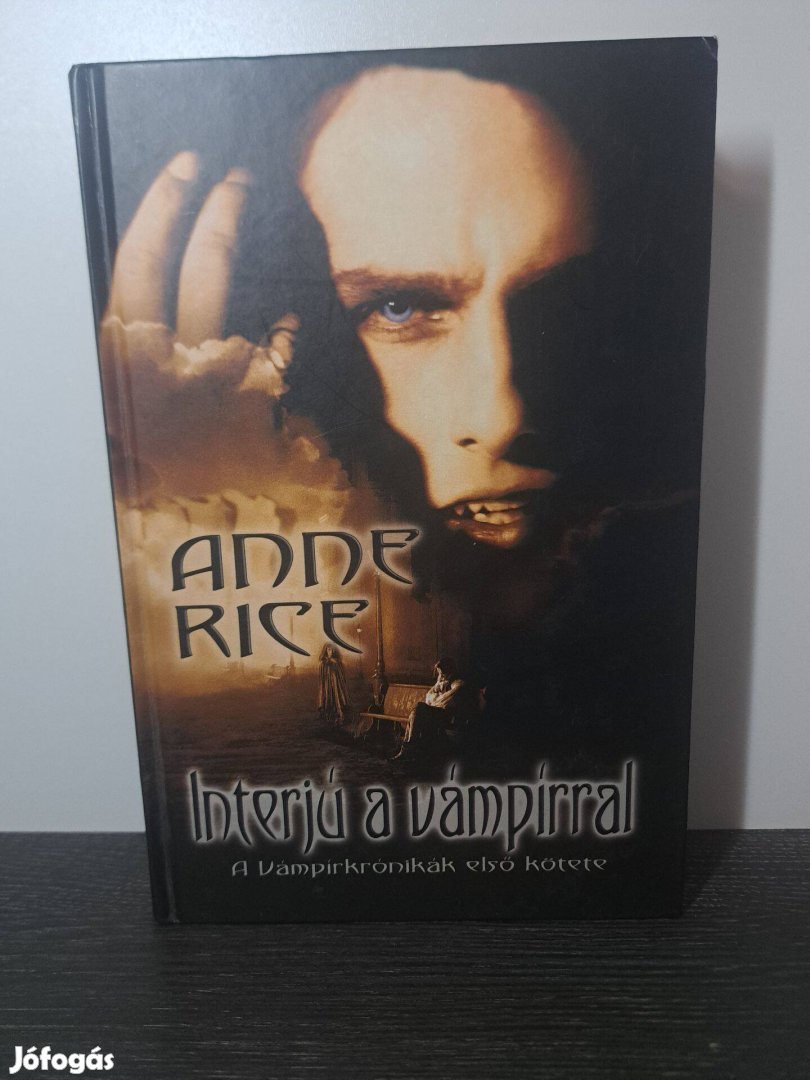 ANNE
RICE
Interjú a vámpírral
A Vámpírkrónikák első kötete
Jófogás